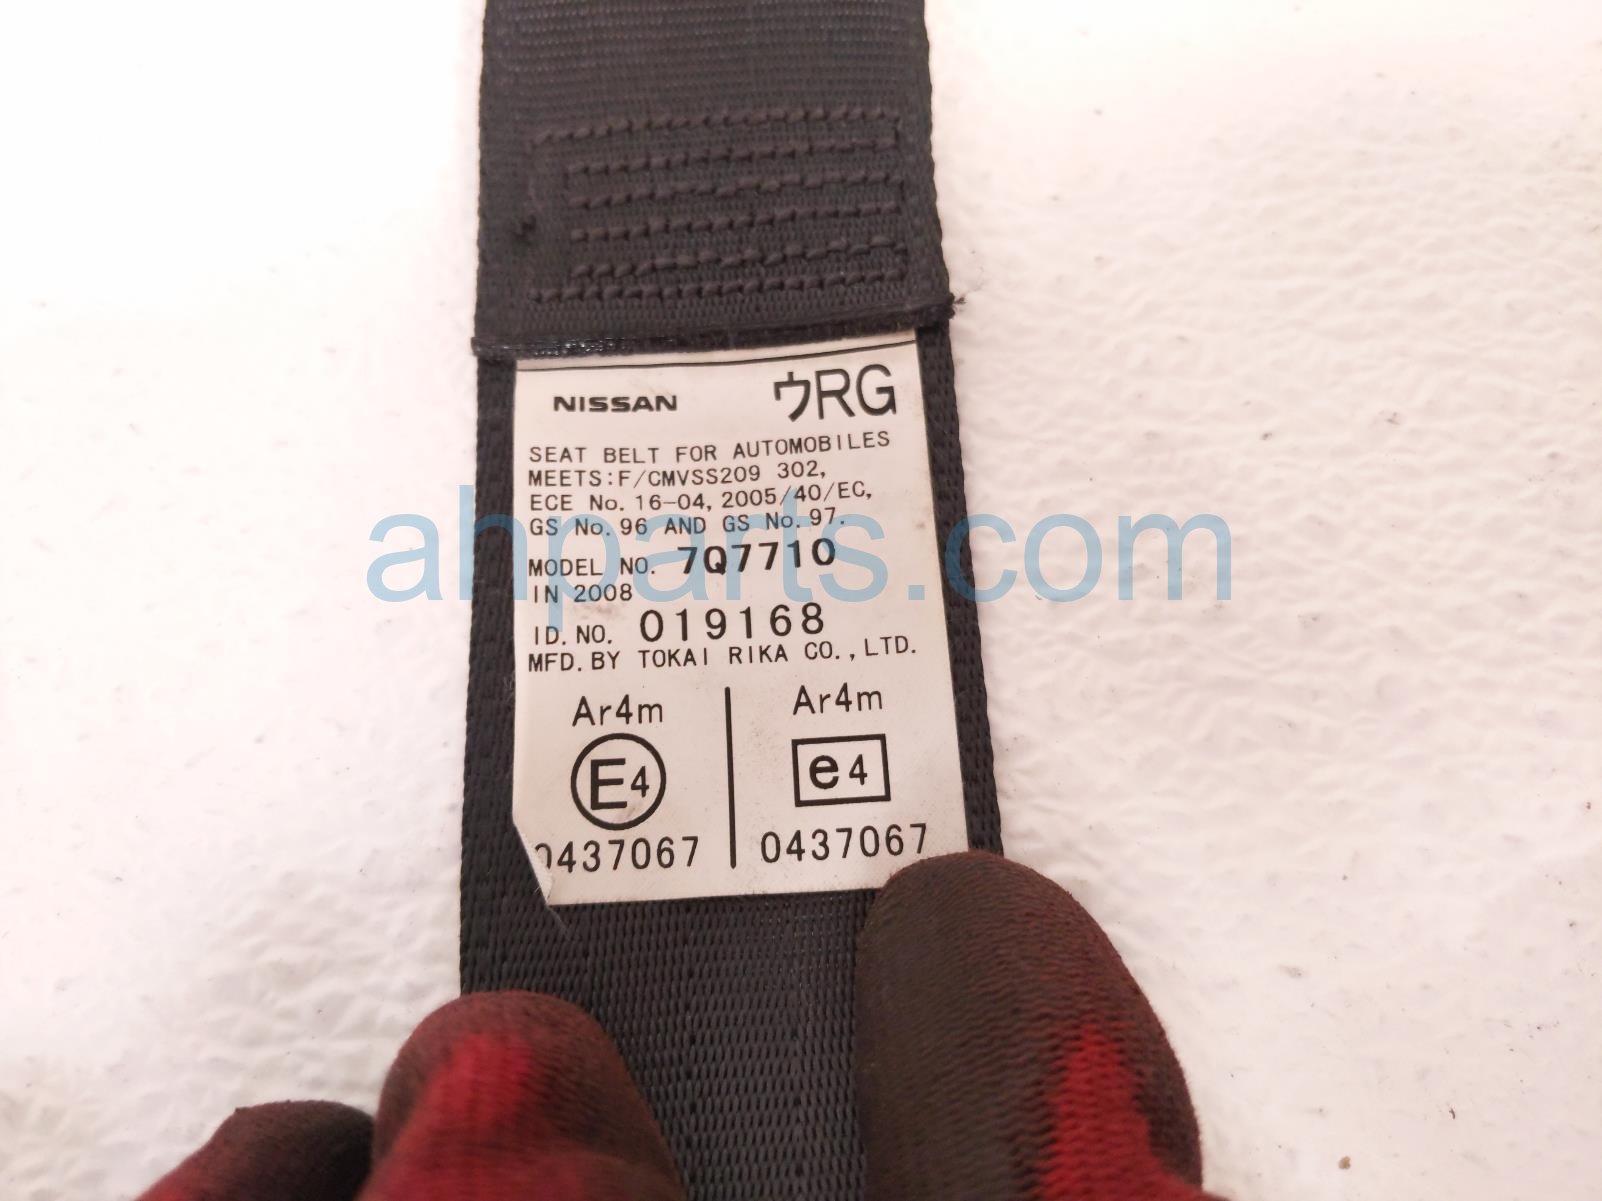 NISSAN ウRG
SEAT BELT FOR AUTOMOBILES
MEETS:F/CMVSS209 302,
ECE No. 16-04, 2005/40/EC,
GS No. 96 AND GS No. 97.
MODEL NO. 7Q7710
IN 2008
ID. NO. 019168
MFD. BY TOKAI RIKA CO., LTD.
Ar4m Ar4m
E4 e4
0437067 0437067
ahparts.com